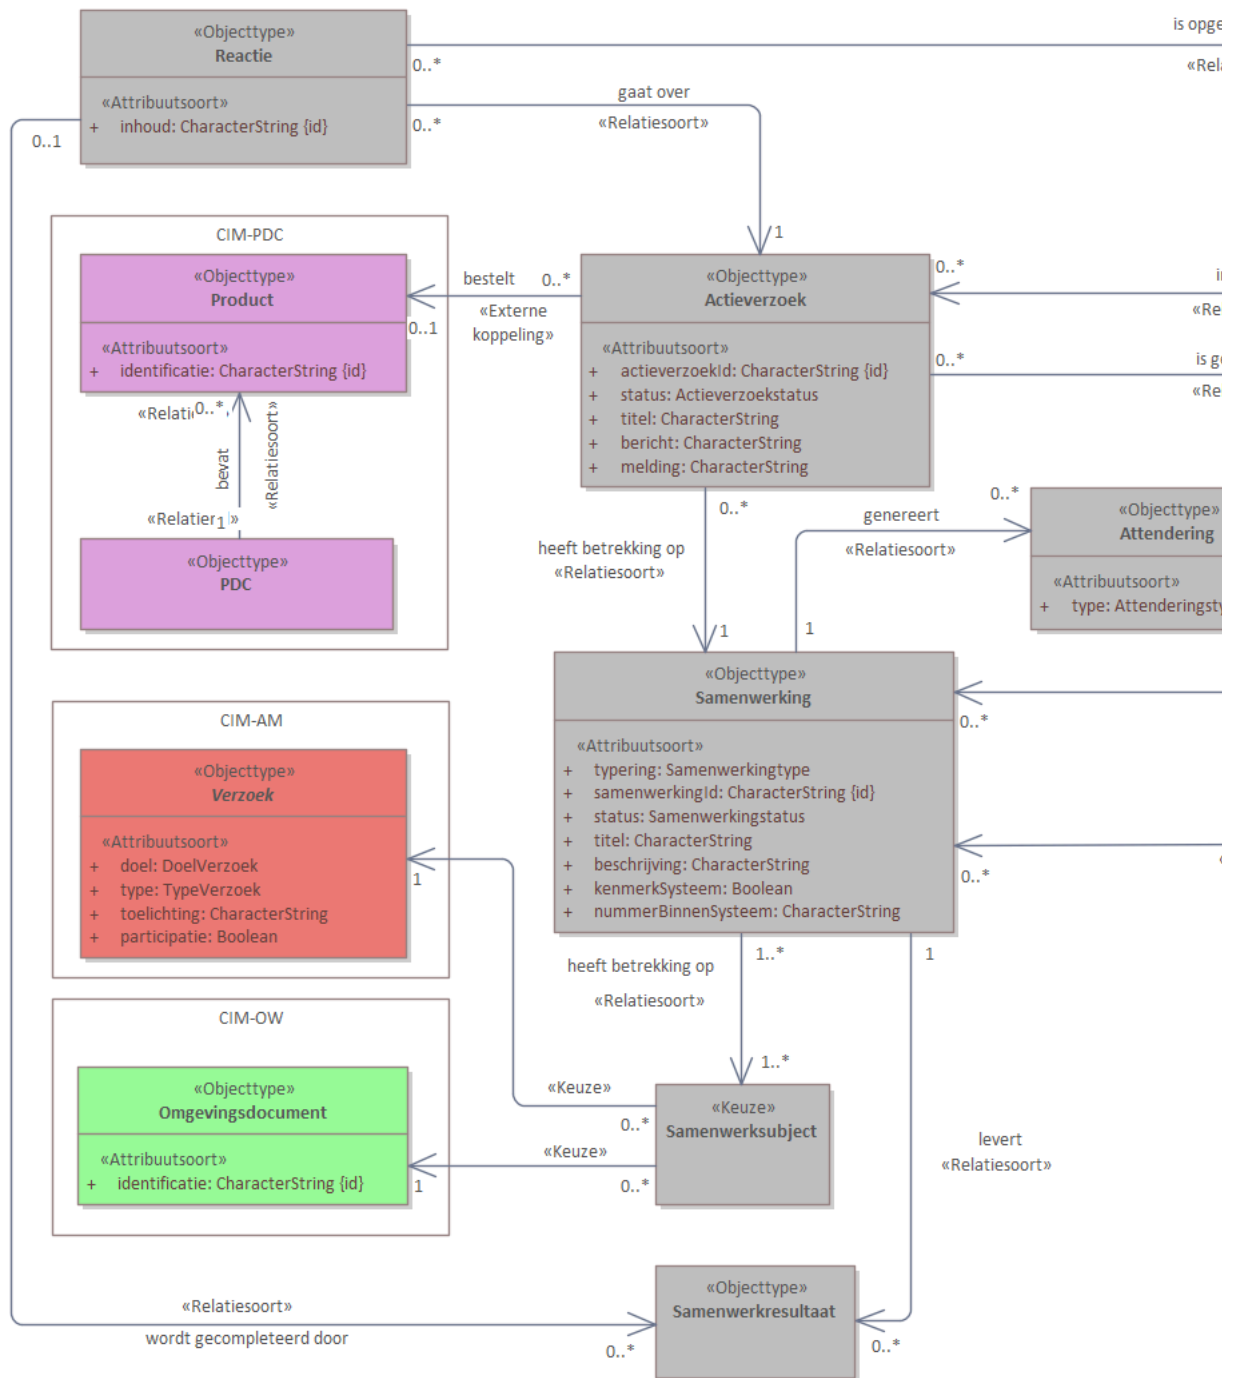 «Objecttype»
Reactie
«Attribuutsoort»
+ inhoud: CharacterString {id}
0..*
is opge
«Rela
0..*
gaat over
«Relatiesoort»
1
0..1
CIM-PDC
«Objecttype»
Product
«Attribuutsoort»
+ identificatie: CharacterString {id}
bestelt
0..*
«Externe
koppeling»
0..1
«Relati
0..*
«Relatiesoort»
bevat
«Relatie
1
«Objecttype»
PDC
«Objecttype»
Actieverzoek
«Attribuutsoort»
+ actieverzoekId: CharacterString {id}
+ status: Actieverzoekstatus
+ titel: CharacterString
+ bericht: CharacterString
+ melding: CharacterString
0..*
«Re
0..*
is ge
«Re
0..*
heeft betrekking op
«Relatiesoort»
1
genereert
«Relatiesoort»
0..*
1
«Objecttype»
Attendering
«Attribuutsoort»
+ type: Attenderingsty
«Objecttype»
Samenwerking
«Attribuutsoort»
+ typering: Samenwerkingtype
+ samenwerkingId: CharacterString {id}
+ status: Samenwerkingstatus
+ titel: CharacterString
+ beschrijving: CharacterString
+ kenmerkSysteem: Boolean
+ nummerBinnenSysteem: CharacterString
0..*
0..*
CIM-AM
«Objecttype»
Verzoek
«Attribuutsoort»
+ doel: DoelVerzoek
+ type: TypeVerzoek
+ toelichting: CharacterString
+ participatie: Boolean
1
heeft betrekking op
«Relatiesoort»
1..*
1..*
1
CIM-OW
«Objecttype»
Omgevingsdocument
«Attribuutsoort»
+ identificatie: CharacterString {id}
1
«Keuze»
0..*
«Keuze»
0..*
«Keuze»
Samenwerksubject
levert
«Relatiesoort»
«Objecttype»
Samenwerkresultaat
«Relatiesoort»
wordt gecompleteerd door
0..*
0..*